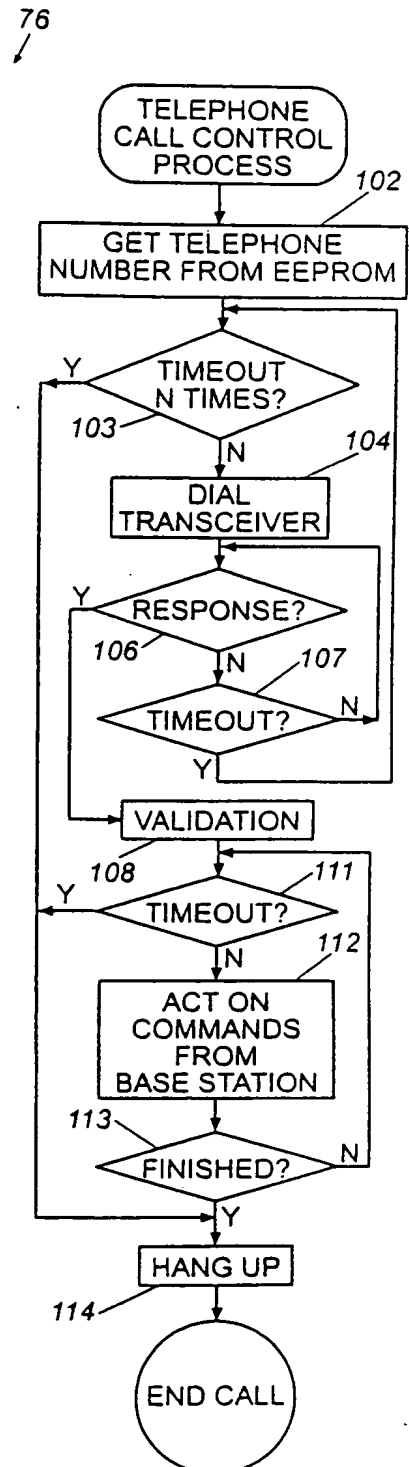 76
TELEPHONE
CALL CONTROL
PROCESS
102
GET TELEPHONE
NUMBER FROM EEPROM
Y
TIMEOUT
N TIMES?
103
N
104
DIAL
TRANSCEIVER
Y
RESPONSE?
106
N
107
TIMEOUT?
N
Y
VALIDATION
108
111
Y
TIMEOUT?
N
112
ACT ON
COMMANDS
FROM
BASE STATION
113
FINISHED?
N
Y
HANG UP
114
END CALL